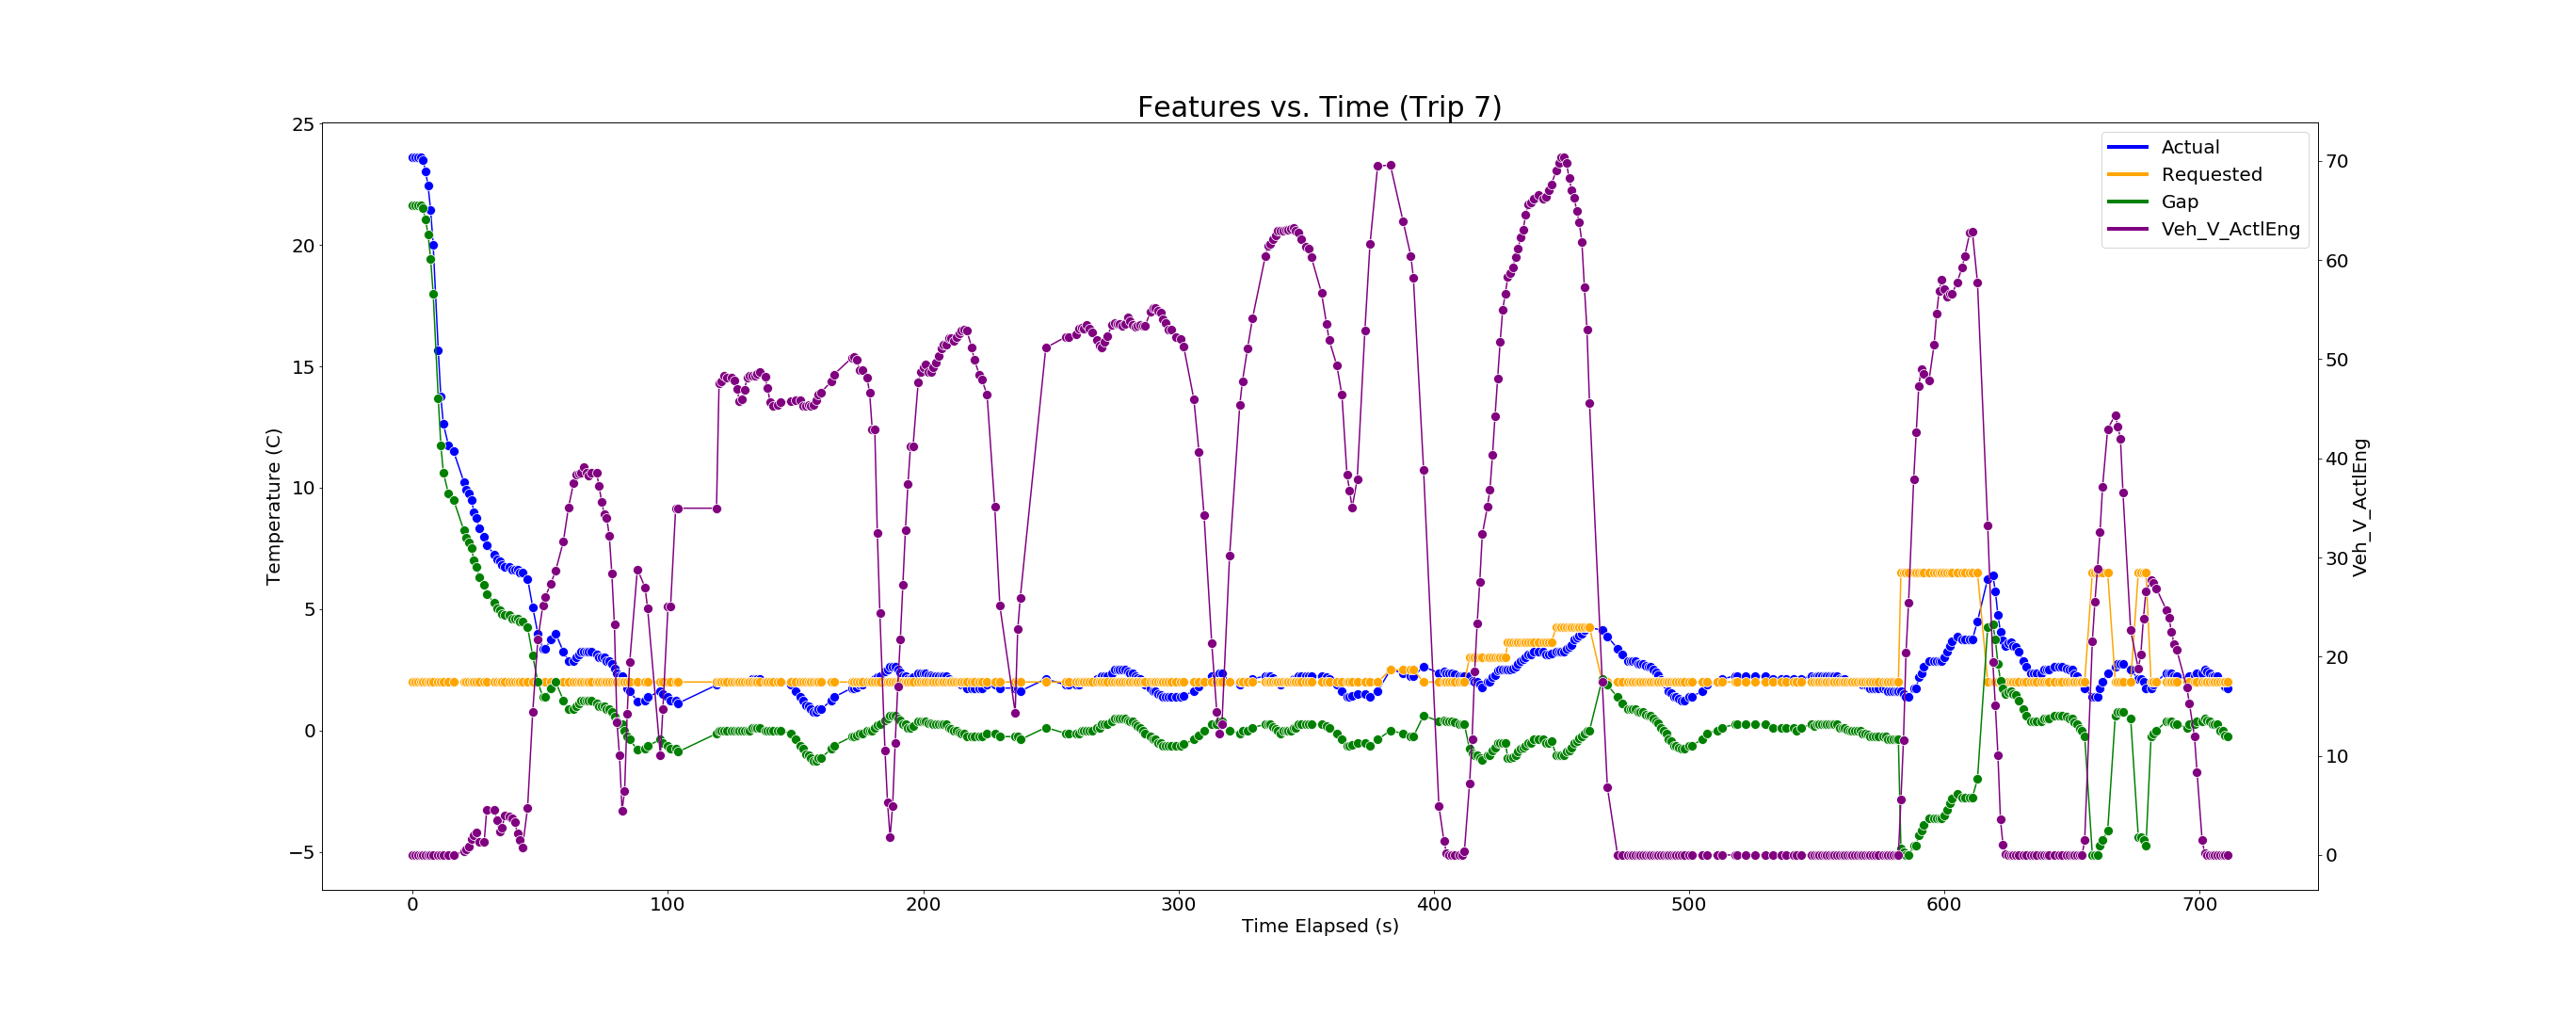 Features vs. Time (Trip 7)
25
20
15
10
5
0
−5
Temperature (C)
70
60
50
40
30
20
10
0
Veh_V_ActlEng
Actual
Requested
Gap
Veh_V_ActlEng
0 100 200 300 400 500 600 700
Time Elapsed (s)